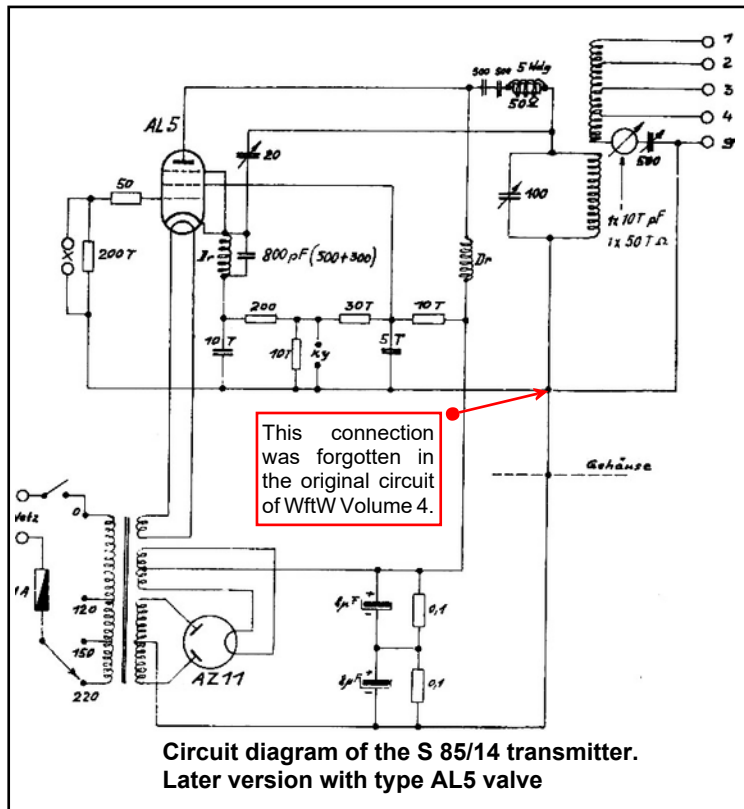 1
2
3
4
9
5 Wdg
500 500
50Ω
500
AL5
20
100
50
1x 10T pF
1x 50T Ω
200T
X
Dr
800 pF (500+300)
Dr
200
30T
10T
10T
10T
ky
5T
This connection
was forgotten in
the original circuit
of WftW Volume 4.
Gehäuse
Netz
0
1A
120
150
220
AZ11
8µF
+
-
0,1
8µF
+
-
0,1
Circuit diagram of the S 85/14 transmitter.
Later version with type AL5 valve